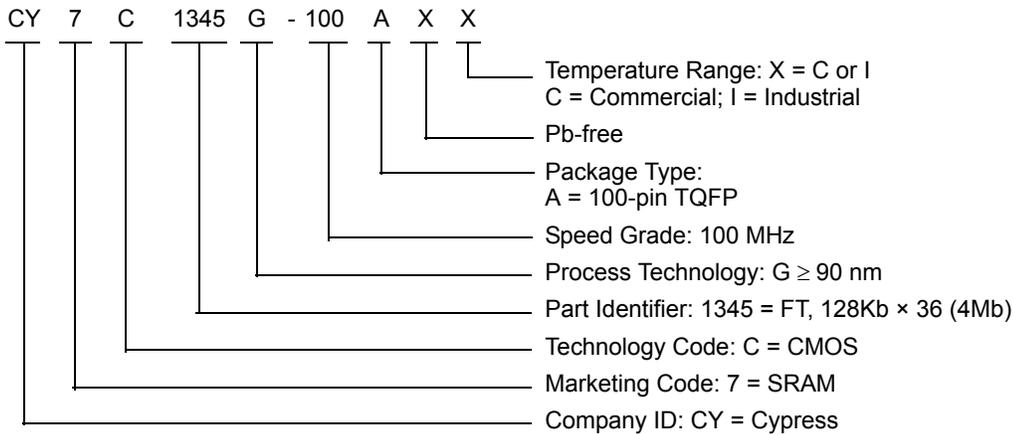 CY 7 C 1345 G - 100 A X X
Temperature Range: X = C or I
C = Commercial; I = Industrial
Pb-free
Package Type:
A = 100-pin TQFP
Speed Grade: 100 MHz
Process Technology: G ≥ 90 nm
Part Identifier: 1345 = FT, 128Kb × 36 (4Mb)
Technology Code: C = CMOS
Marketing Code: 7 = SRAM
Company ID: CY = Cypress